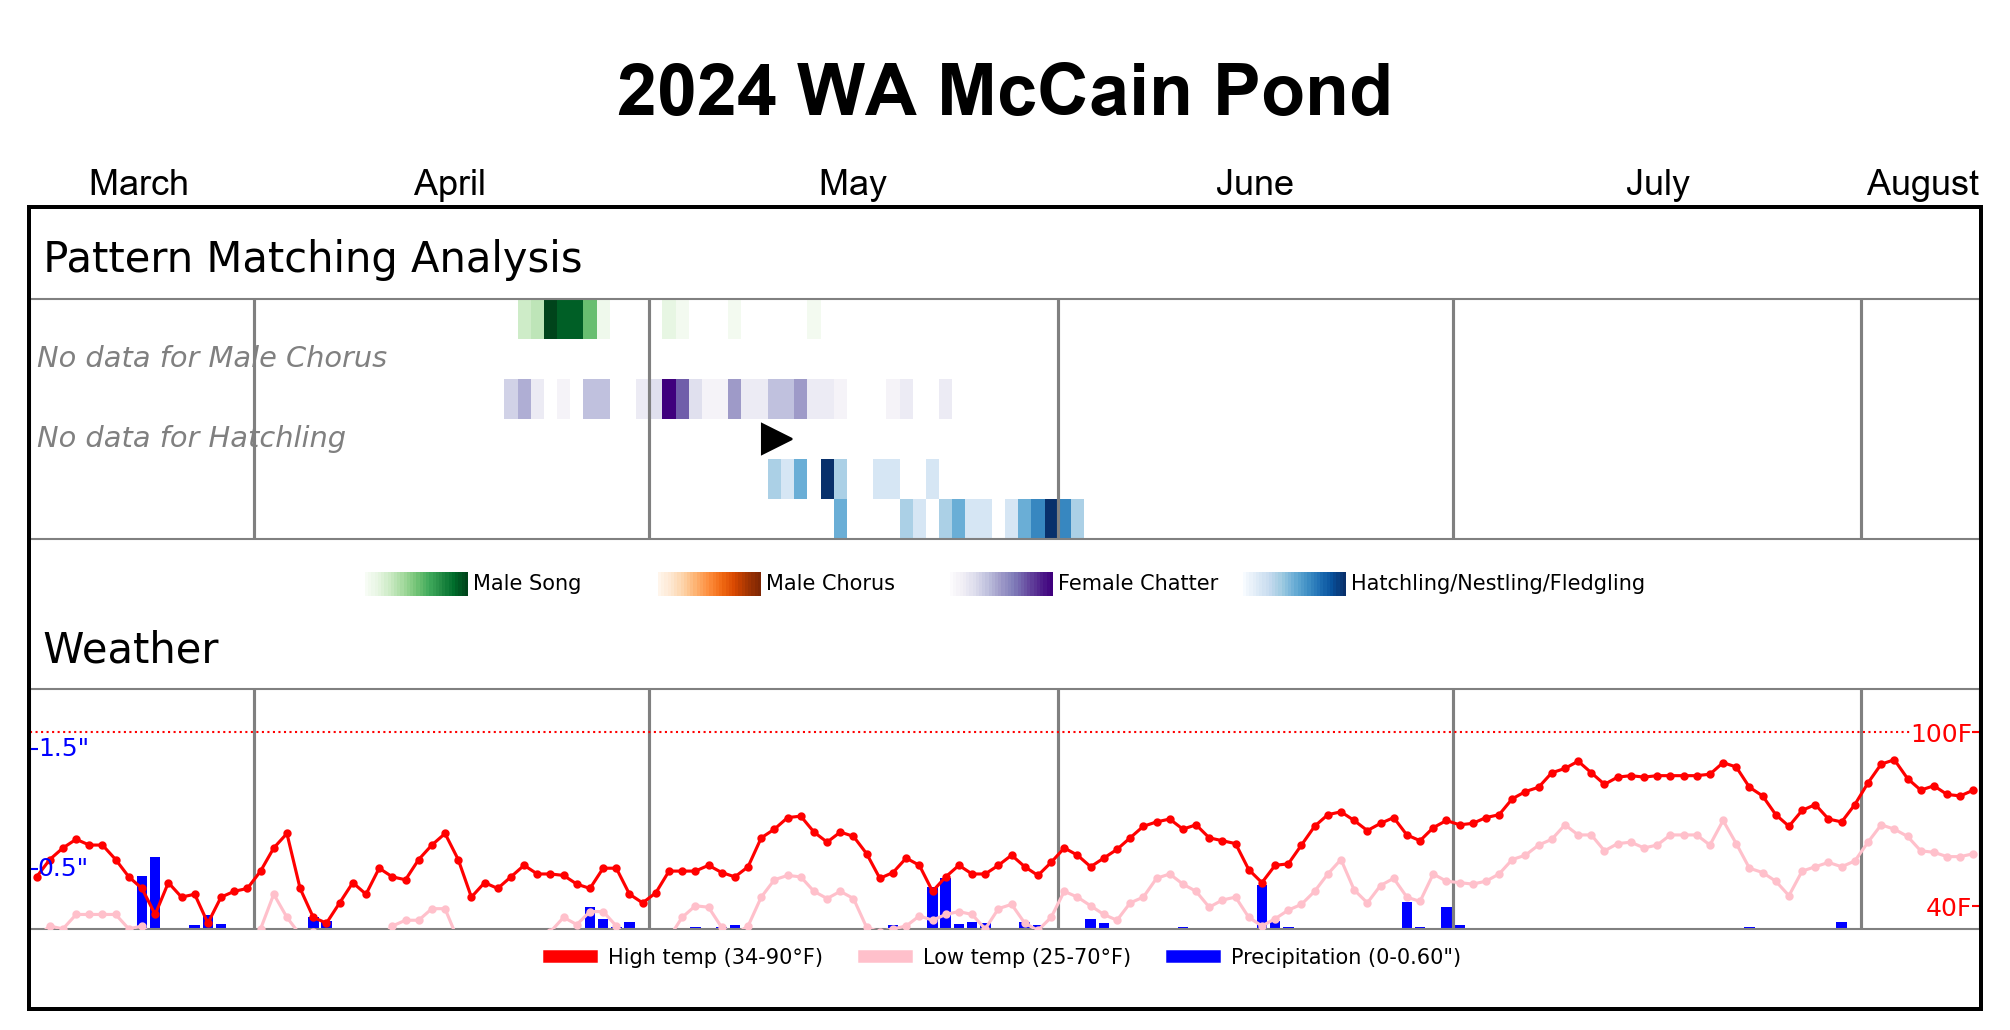 2024 WA McCain Pond
March April May June July August
Pattern Matching Analysis
No data for Male Chorus
No data for Hatchling
Male Song Male Chorus Female Chatter Hatchling/Nestling/Fledgling
Weather
1.5" 100F
0.5"
40F
High temp (34-90°F) Low temp (25-70°F) Precipitation (0-0.60")